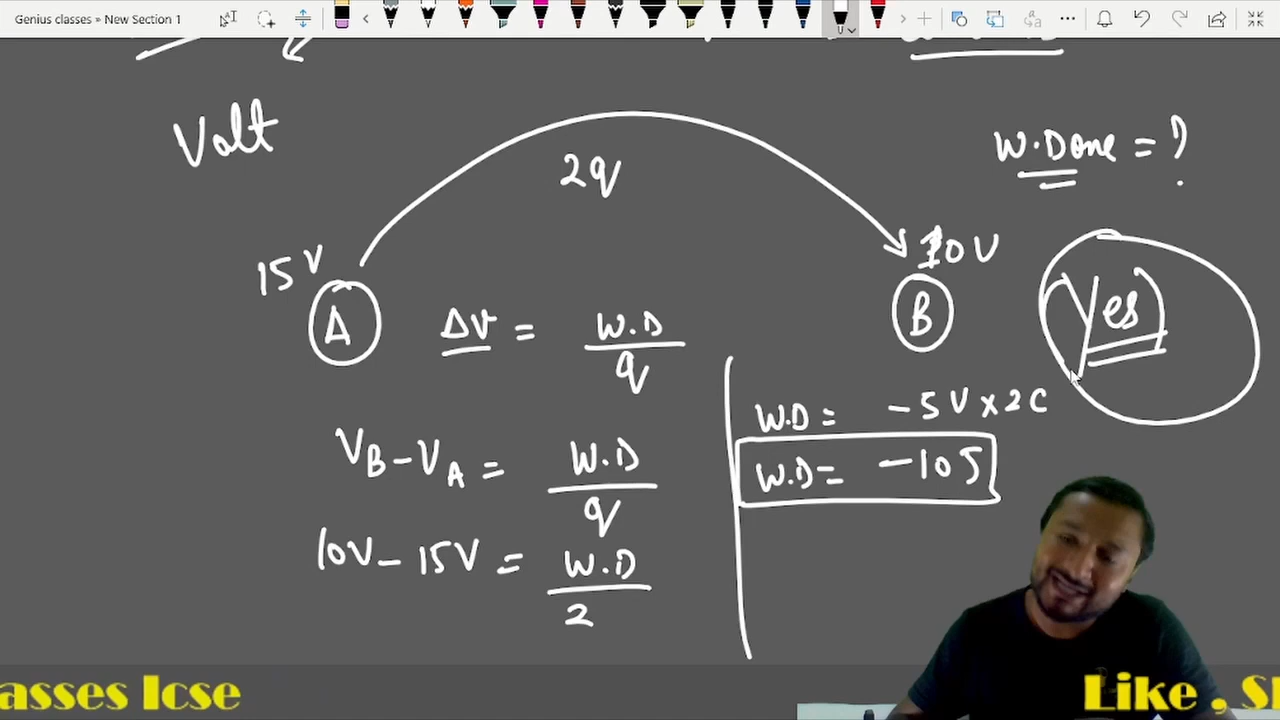 Genius classes » New Section 1
Volt
2q
W.Done = ?
15V
10V
A
B
Yes
ΔV = W.D / q
VB - VA = W.D / q
10V - 15V = W.D / 2
W.D = -5V × 2C
W.D = -10J
asses Icse
Like , S